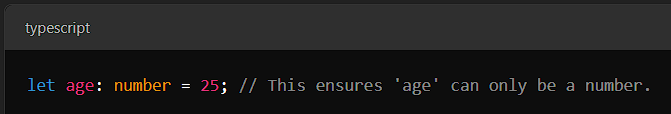 typescript
let age: number = 25; // This ensures 'age' can only be a number.